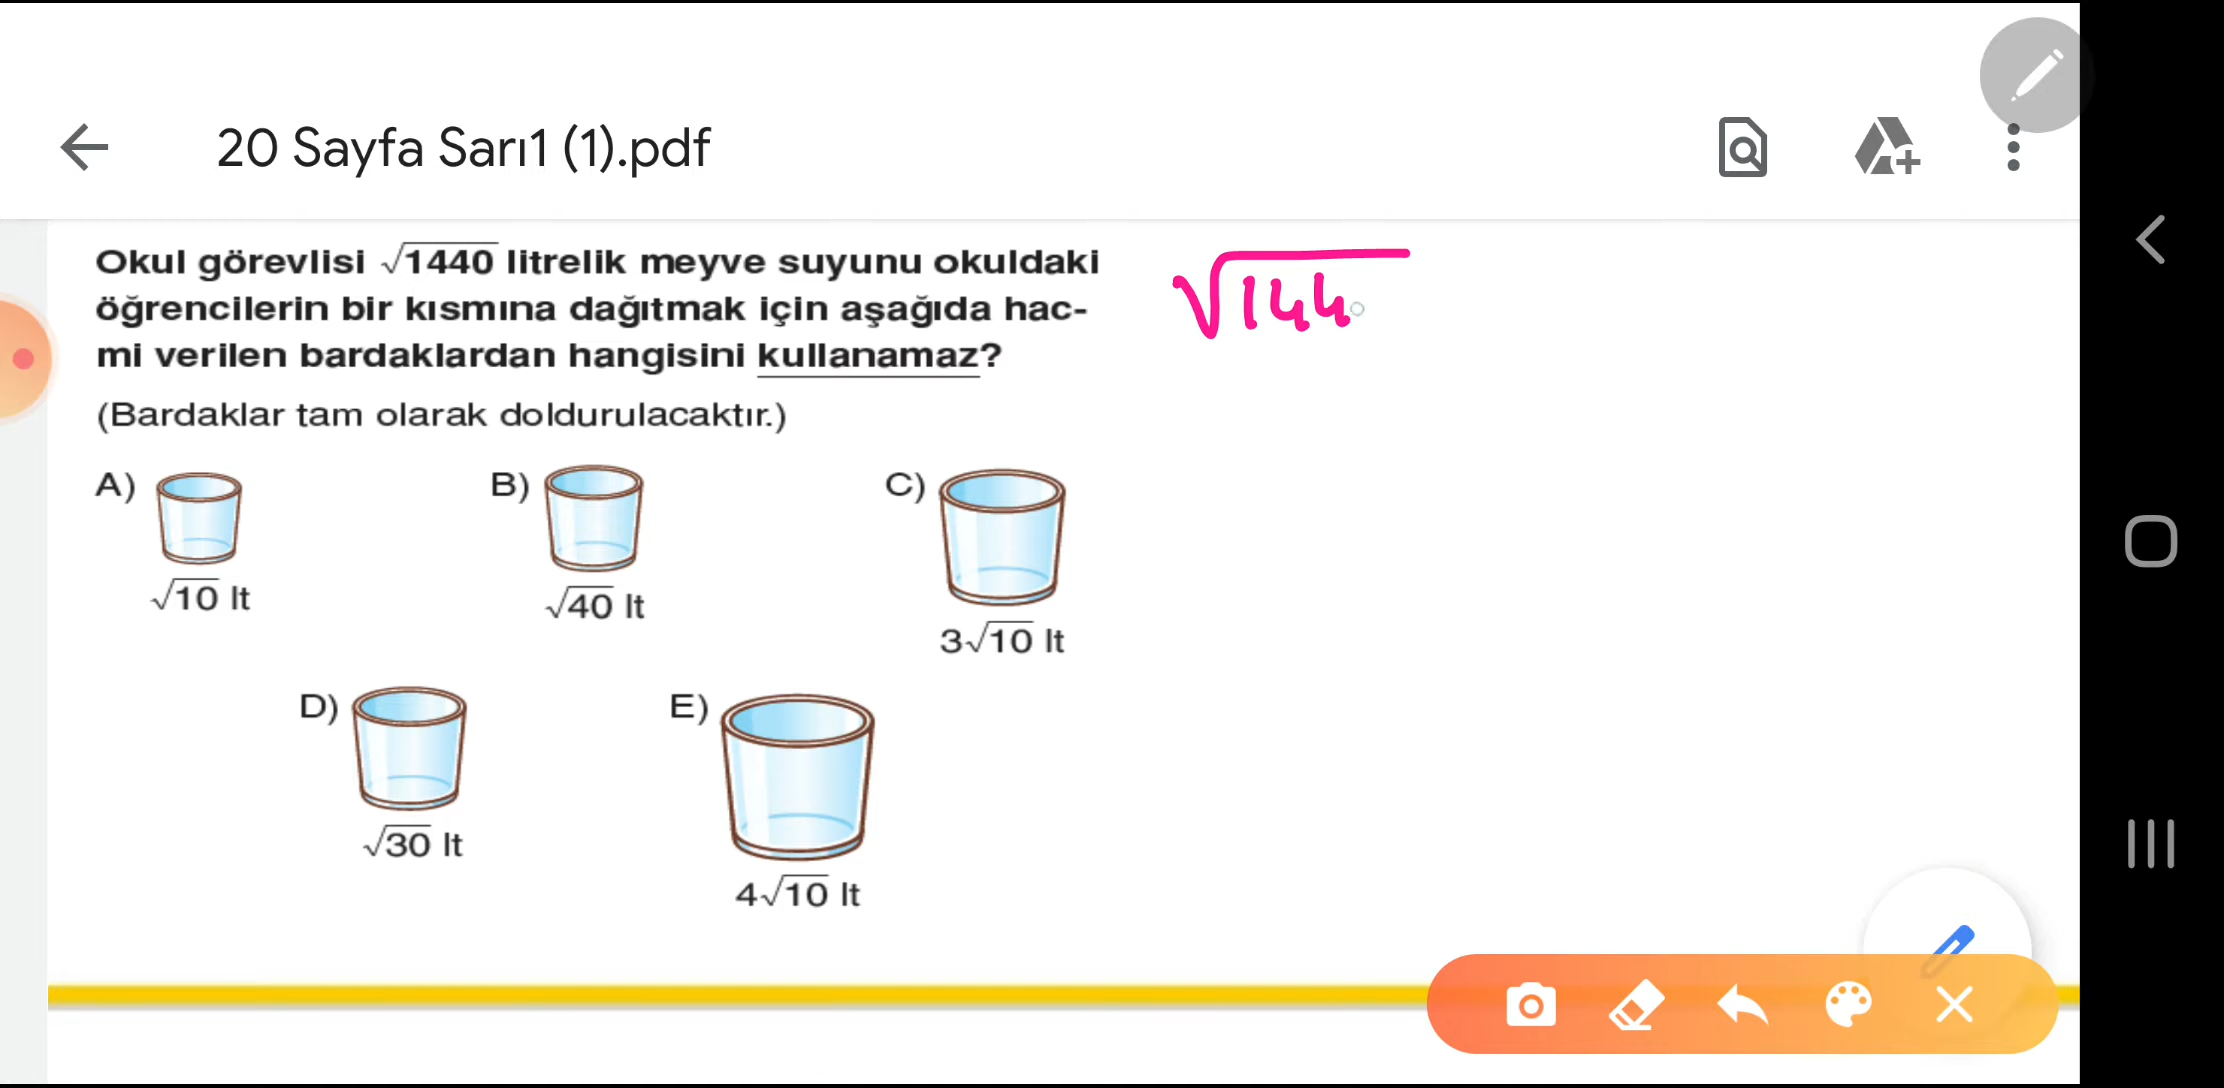 20 Sayfa Sarı1 (1).pdf
Okul görevlisi √1440 litrelik meyve suyunu okuldaki
öğrencilerin bir kısmına dağıtmak için aşağıda hac-
mi verilen bardaklardan hangisini kullanamaz?
(Bardaklar tam olarak doldurulacaktır.)
√144
A)
B)
C)
√10 lt
√40 lt
3√10 lt
D)
E)
√30 lt
4√10 lt